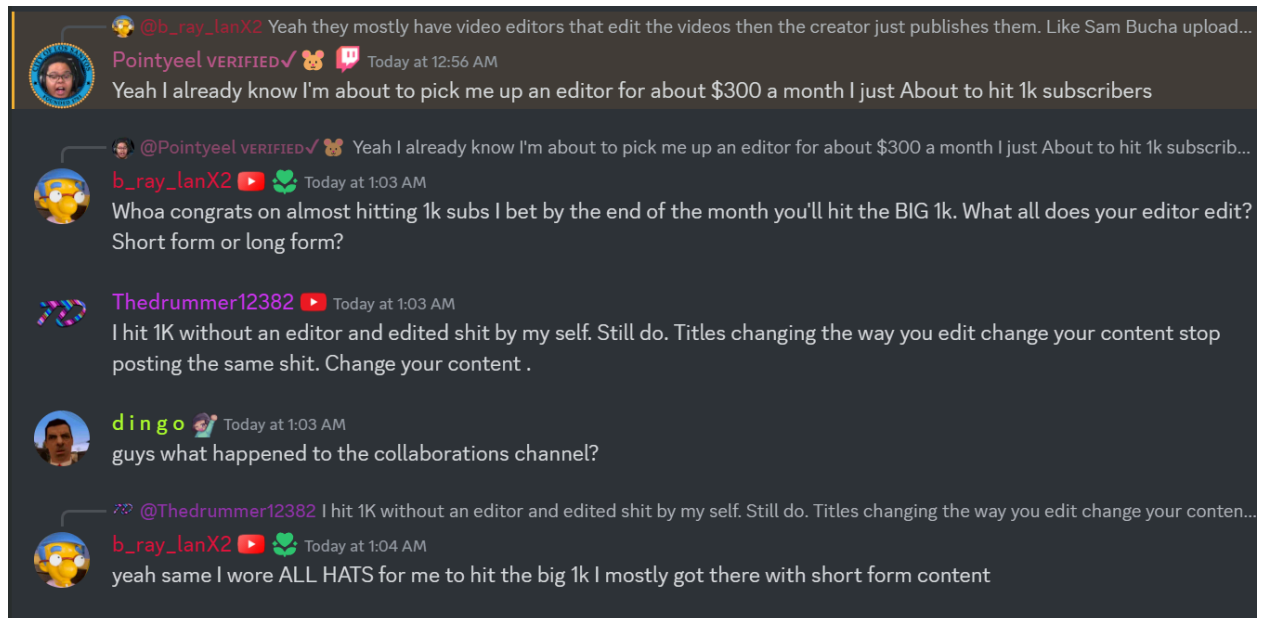 @b_ray_lanX2 Yeah they mostly have video editors that edit the videos then the creator just publishes them. Like Sam Bucha upload...
Pointyeel ᴠᴇʀɪꜰɪᴇᴅ✓ 🐹 Today at 12:56 AM
Yeah I already know I'm about to pick me up an editor for about $300 a month I just About to hit 1k subscribers
@Pointyeel ᴠᴇʀɪꜰɪᴇᴅ✓ 🐹 Yeah I already know I'm about to pick me up an editor for about $300 a month I just About to hit 1k subscrib...
b_ray_lanX2 Today at 1:03 AM
Whoa congrats on almost hitting 1k subs I bet by the end of the month you'll hit the BIG 1k. What all does your editor edit?
Short form or long form?
Thedrummer12382 Today at 1:03 AM
I hit 1K without an editor and edited shit by my self. Still do. Titles changing the way you edit change your content stop
posting the same shit. Change your content .
d i n g o Today at 1:03 AM
guys what happened to the collaborations channel?
@Thedrummer12382 I hit 1K without an editor and edited shit by my self. Still do. Titles changing the way you edit change your conten...
b_ray_lanX2 Today at 1:04 AM
yeah same I wore ALL HATS for me to hit the big 1k I mostly got there with short form content